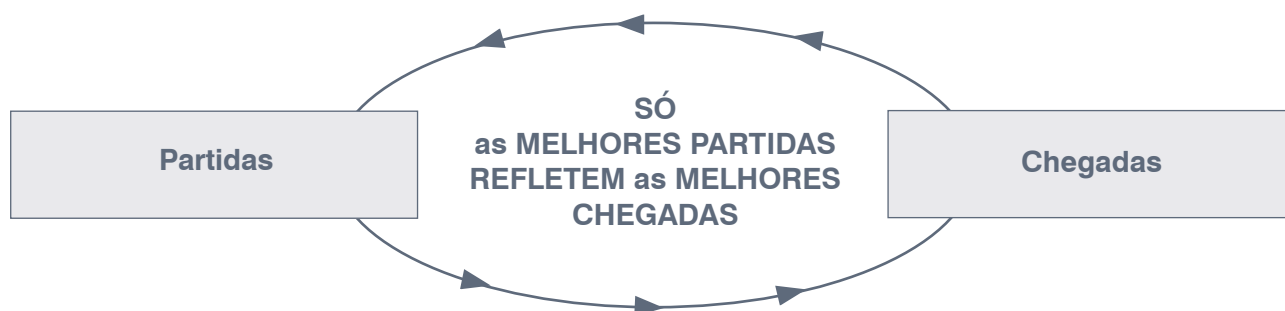 Partidas
SÓ
as MELHORES PARTIDAS
REFLETEM as MELHORES
CHEGADAS
Chegadas